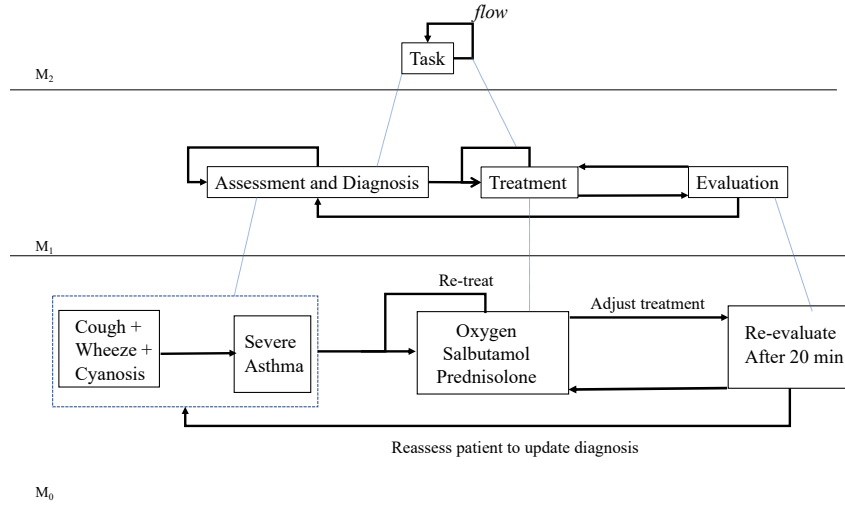 flow
Task
M₂
Assessment and Diagnosis
Treatment
Evaluation
M₁
Re-treat
Adjust treatment
Cough +
Wheeze +
Cyanosis
Severe
Asthma
Oxygen
Salbutamol
Prednisolone
Re-evaluate
After 20 min
Reassess patient to update diagnosis
M₀